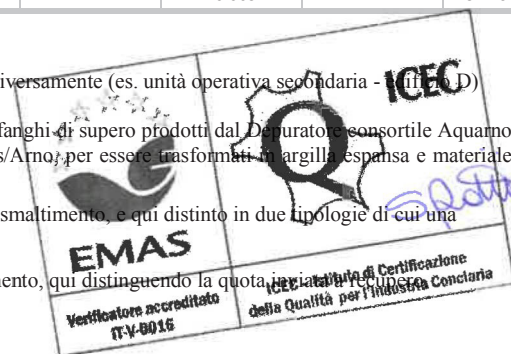 iversamente (es. unità operativa secondaria - edificio D)
ICEC
fanghi di supero prodotti dal Depuratore consortile Aquarno
s/Arno, per essere trasformati in argilla espansa e materiale
Q
smaltimento, e qui distinto in due tipologie di cui una
EMAS
mento, qui distinguendo la quota inviata a recupero
Verificatore accreditato
IT-V-0016
ICEC - Istituto di Certificazione
della Qualità per l'Industria Conciaria